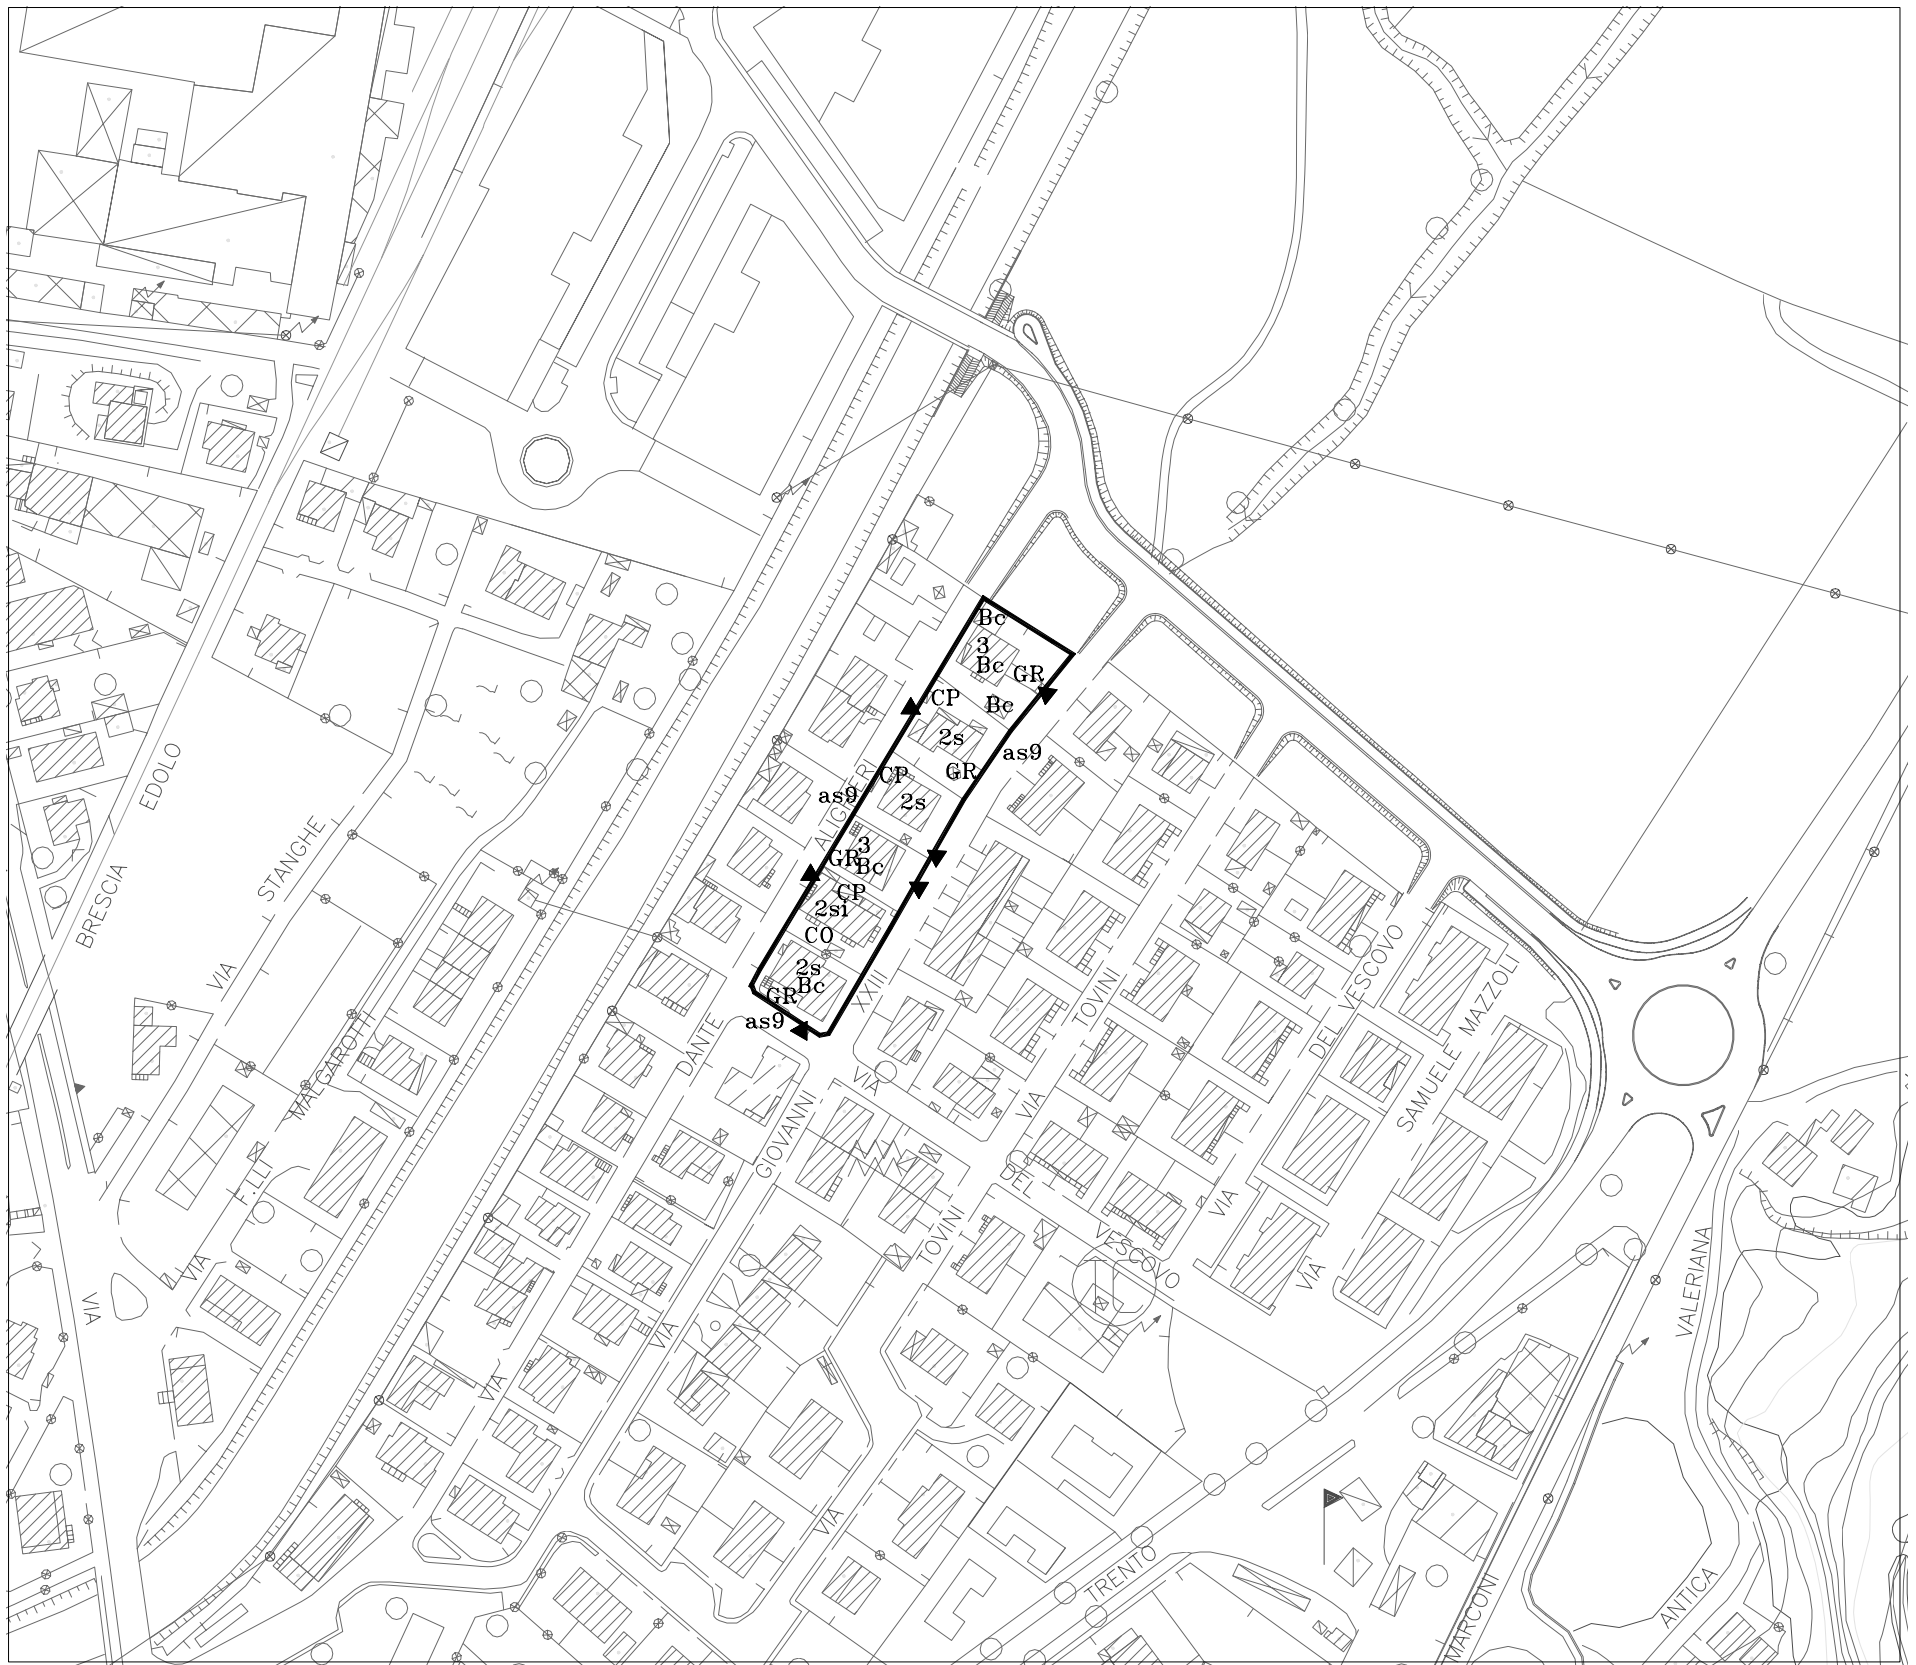 Bc
3
Bc
GR
CP
Bc
2s
as9
GR
CP
2s
as9
ALIGHIERI
3
GR
Bc
CP
2si
CO
2s
Bc
GR
as9
XXIII
VIA
BRESCIA
EDOLO
VIA
STANGHE
VIA
F.LLI
MALGAROTTI
VIA
DANTE
VIA
GIOVANNI
VIA
VIA
TOVINI
VIA
TOVINI
VIA
DEL
VESCOVO
VIA
DEL VESCOVO
VIA
SAMUELE MAZZOLI
VALERIANA
ANTICA
MARCONI
TRENTO